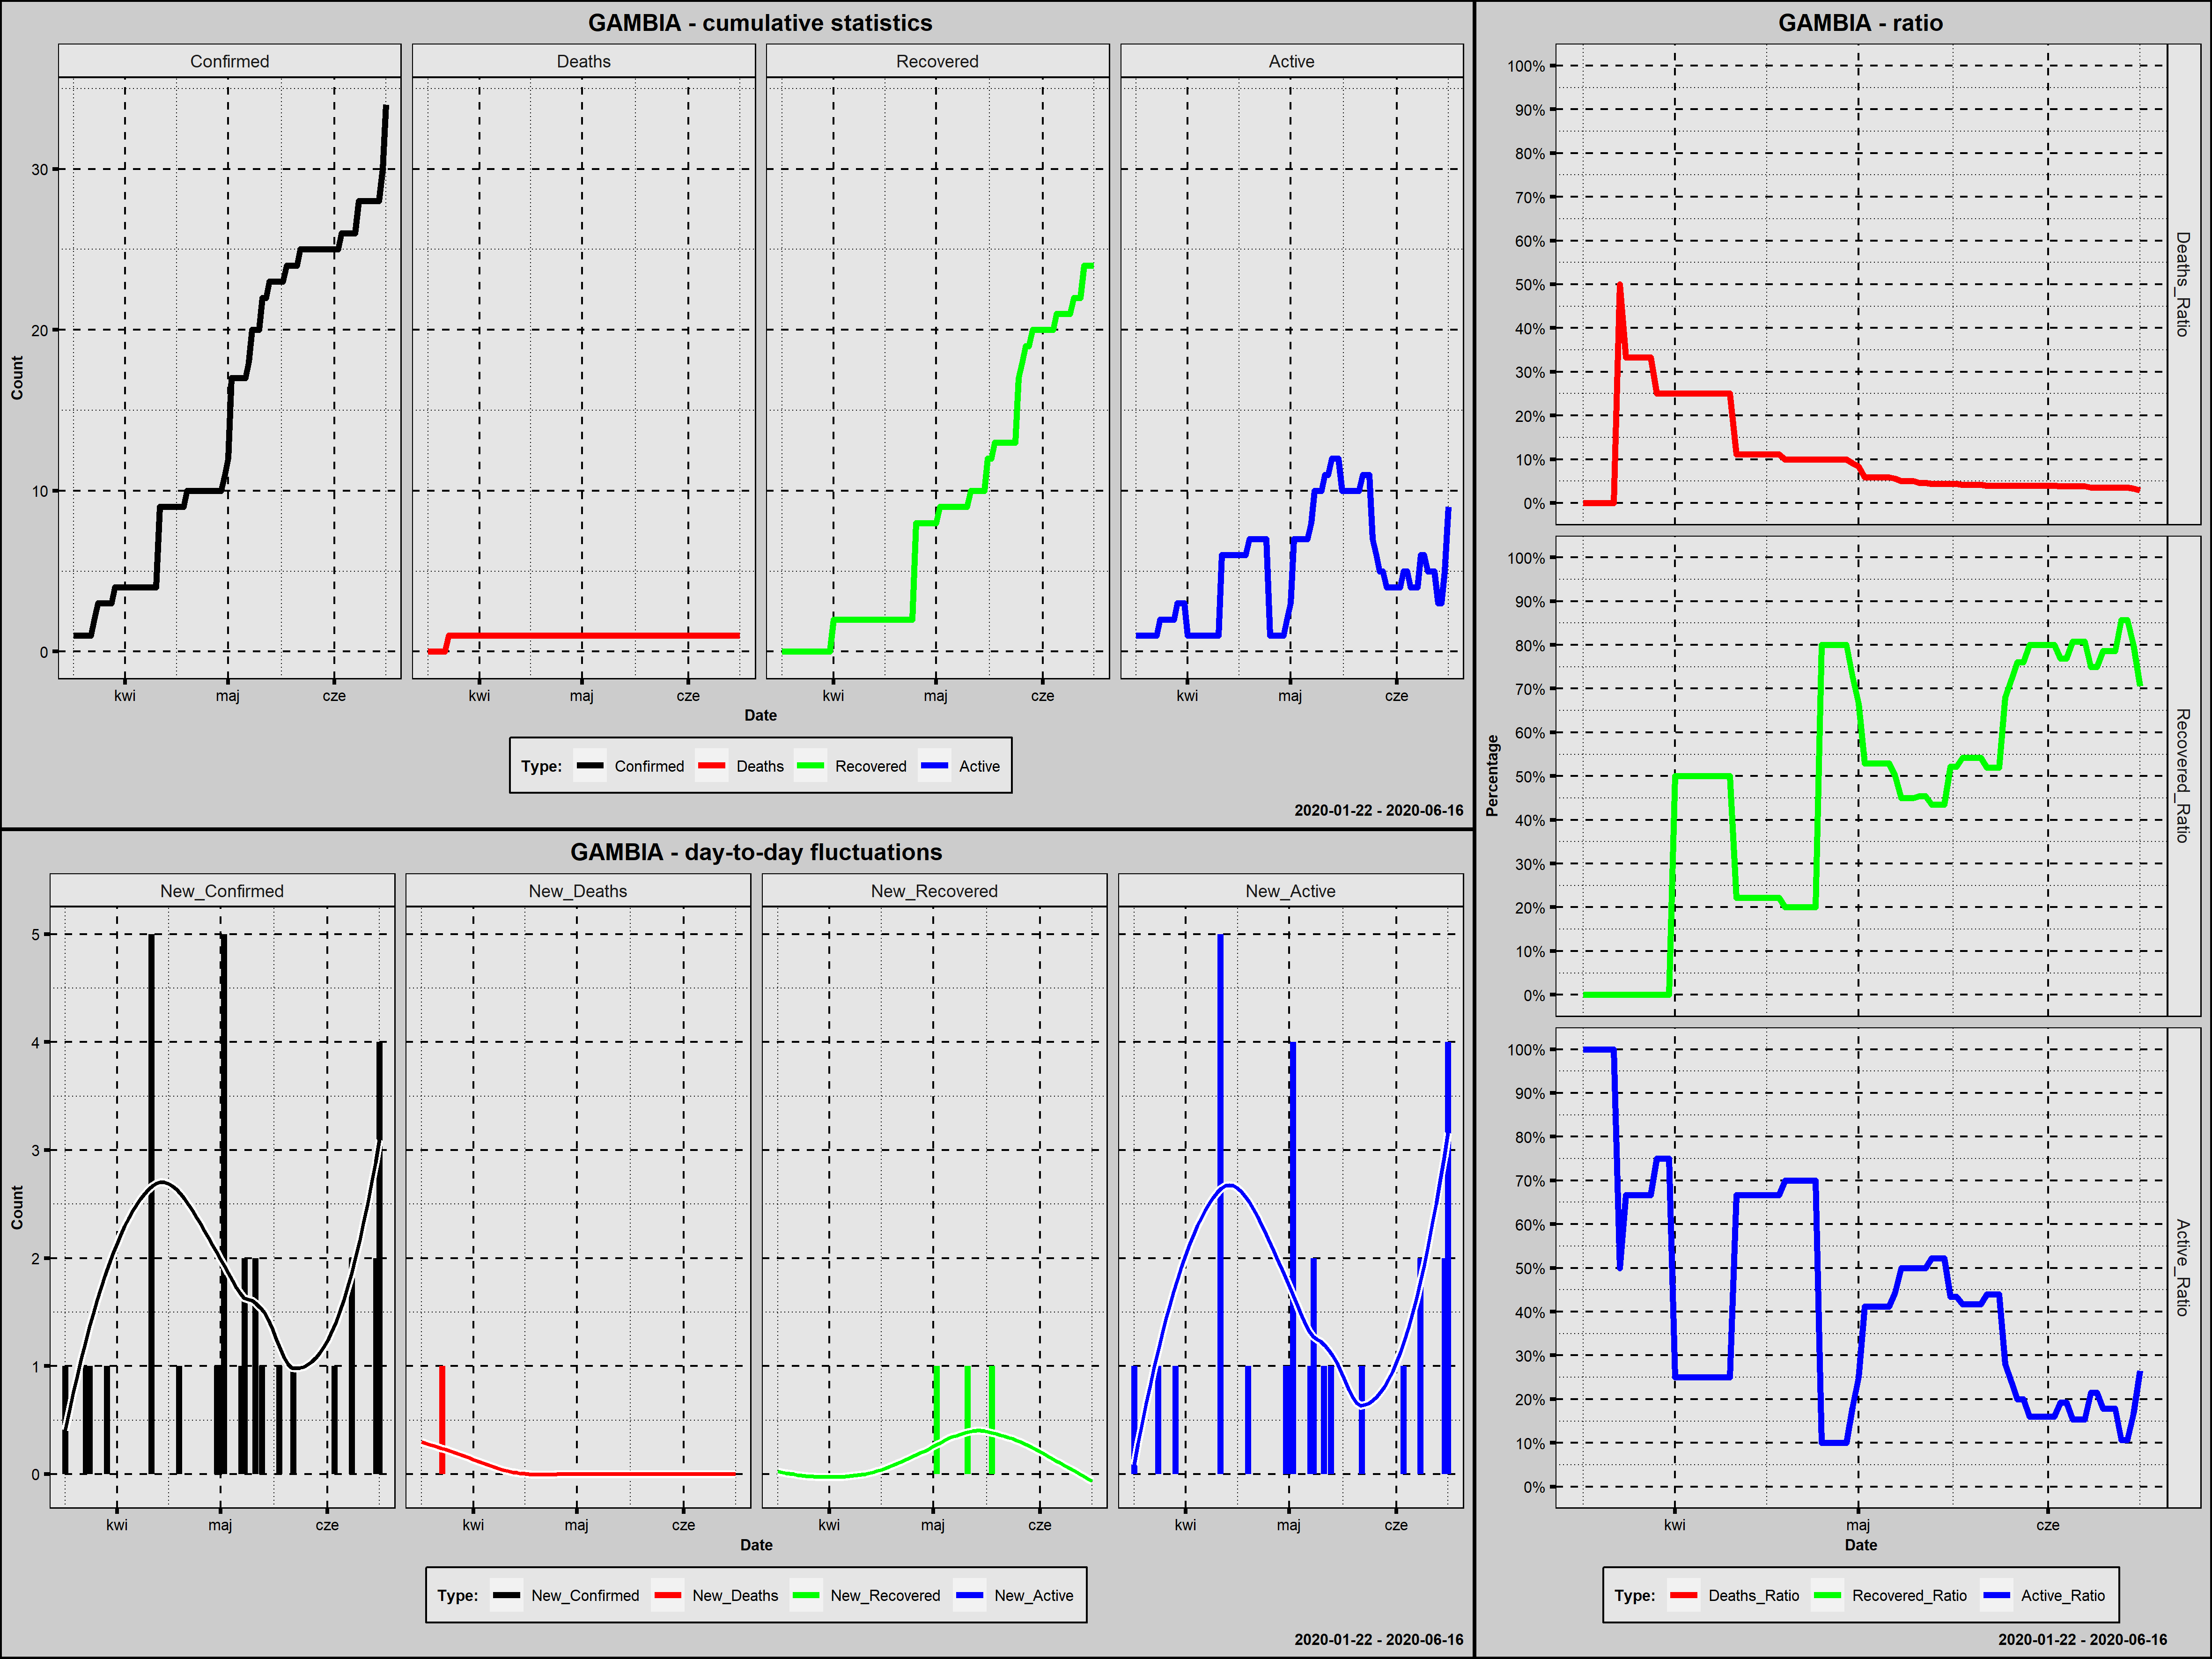 GAMBIA - cumulative statistics
Confirmed Deaths Recovered Active
Count
30
20
10
0
kwi maj cze kwi maj cze kwi maj cze kwi maj cze
Date
Type: Confirmed Deaths Recovered Active
2020-01-22 - 2020-06-16
GAMBIA - day-to-day fluctuations
New_Confirmed New_Deaths New_Recovered New_Active
Count
5
4
3
2
1
0
kwi maj cze kwi maj cze kwi maj cze kwi maj cze
Date
Type: New_Confirmed New_Deaths New_Recovered New_Active
2020-01-22 - 2020-06-16
GAMBIA - ratio
Percentage
100%
90%
80%
70%
60%
50%
40%
30%
20%
10%
0%
Deaths_Ratio
100%
90%
80%
70%
60%
50%
40%
30%
20%
10%
0%
Recovered_Ratio
100%
90%
80%
70%
60%
50%
40%
30%
20%
10%
0%
Active_Ratio
kwi maj cze
Date
Type: Deaths_Ratio Recovered_Ratio Active_Ratio
2020-01-22 - 2020-06-16